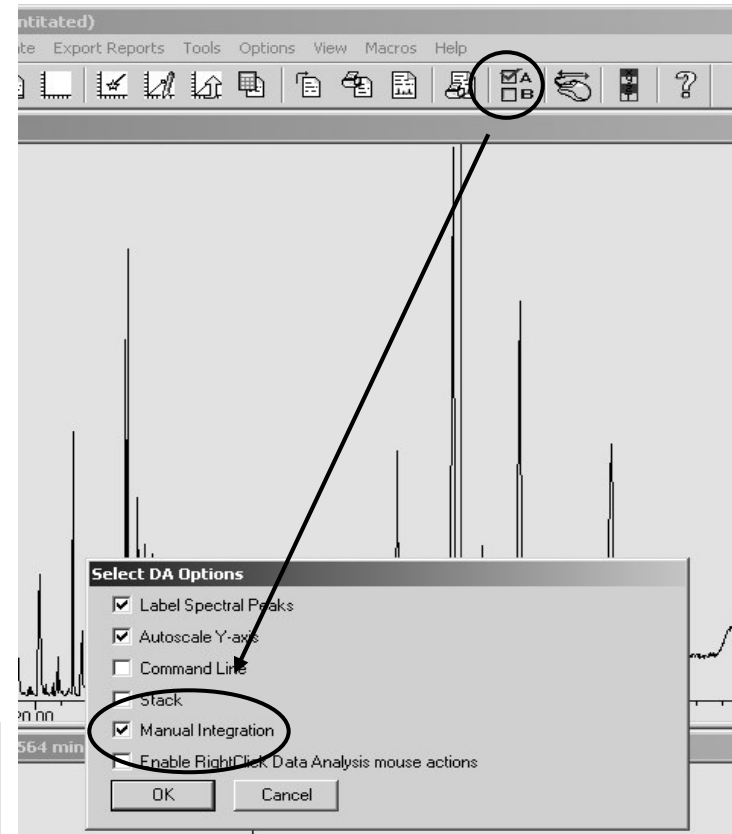 ntitated)
te Export Reports Tools Options View Macros Help
A
B
?
Select DA Options
Label Spectral Peaks
Autoscale Y-axis
Command Line
Stack
Manual Integration
Enable RightClick Data Analysis mouse actions
OK Cancel
564 min